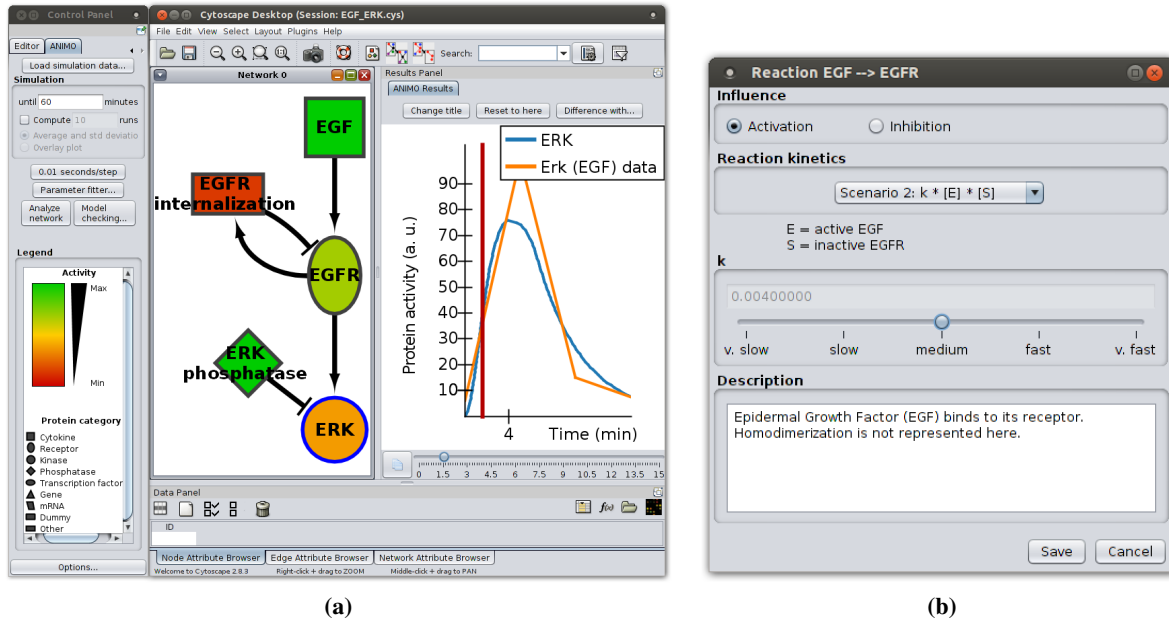 Control Panel
Editor ANIMO
Load simulation data...
Simulation
until 60 minutes
Compute 10 runs
Average and std deviatio
Overlay plot
0.01 seconds/step
Parameter fitter...
Analyze network
Model checking...
Legend
Activity
Max
Min
Protein category
Cytokine
Receptor
Kinase
Phosphatase
Transcription factor
Gene
mRNA
Dummy
Other
Options...
Cytoscape Desktop (Session: EGF_ERK.cys)
File Edit View Select Layout Plugins Help
Search:
Network 0
EGF
EGFR
internalization
EGFR
ERK
phosphatase
ERK
Results Panel
ANIMO Results
Change title Reset to here Difference with...
ERK
Erk (EGF) data
Protein activity (a. u.)
90
80
70
60
50
40
30
20
10
4 Time (min)
0 1.5 3 4.5 6 7.5 9 10.5 12 13.5 15
Data Panel
f(x)
ID
Node Attribute Browser Edge Attribute Browser Network Attribute Browser
Welcome to Cytoscape 2.8.3 Right-click + drag to ZOOM Middle-click + drag to PAN
(a)
Reaction EGF --> EGFR
Influence
Activation Inhibition
Reaction kinetics
Scenario 2: k * [E] * [S]
E = active EGF
S = inactive EGFR
k
0.00400000
v. slow slow medium fast v. fast
Description
Epidermal Growth Factor (EGF) binds to its receptor.
Homodimerization is not represented here.
Save Cancel
(b)